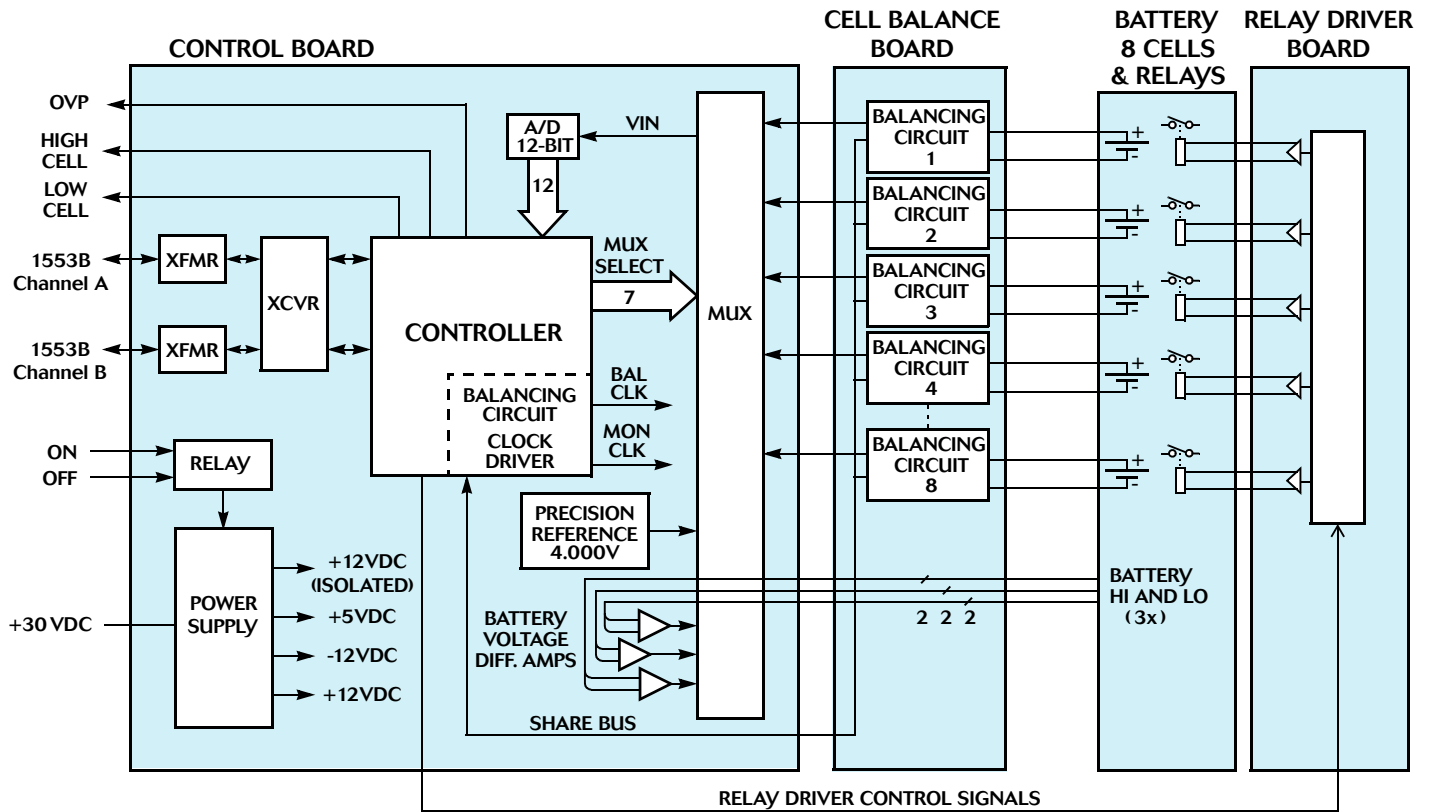 CELL BALANCE
BOARD
BATTERY
8 CELLS
& RELAYS
RELAY DRIVER
BOARD
CONTROL BOARD
OVP
HIGH
CELL
LOW
CELL
1553B
Channel A
1553B
Channel B
XFMR
XFMR
XCVR
A/D
12-BIT
VIN
12
CONTROLLER
MUX
SELECT
7
MUX
BALANCING
CIRCUIT
CLOCK
DRIVER
BAL
CLK
MON
CLK
BALANCING
CIRCUIT
1
BALANCING
CIRCUIT
2
BALANCING
CIRCUIT
3
BALANCING
CIRCUIT
4
BALANCING
CIRCUIT
8
+
-
+
-
+
-
+
-
+
-
ON
OFF
RELAY
PRECISION
REFERENCE
4.000V
+30 VDC
POWER
SUPPLY
+12VDC
(ISOLATED)
+5VDC
-12VDC
+12VDC
BATTERY
VOLTAGE
DIFF. AMPS
2 2 2
BATTERY
HI AND LO
(3x)
SHARE BUS
RELAY DRIVER CONTROL SIGNALS